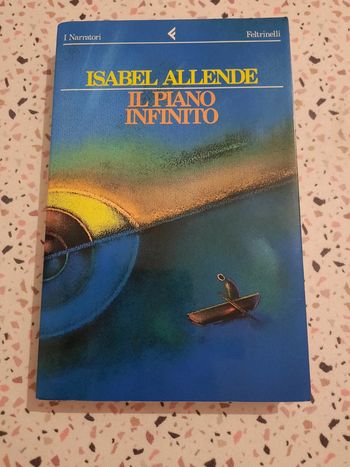 I Narratori
Feltrinelli
ISABEL ALLENDE
IL PIANO
INFINITO